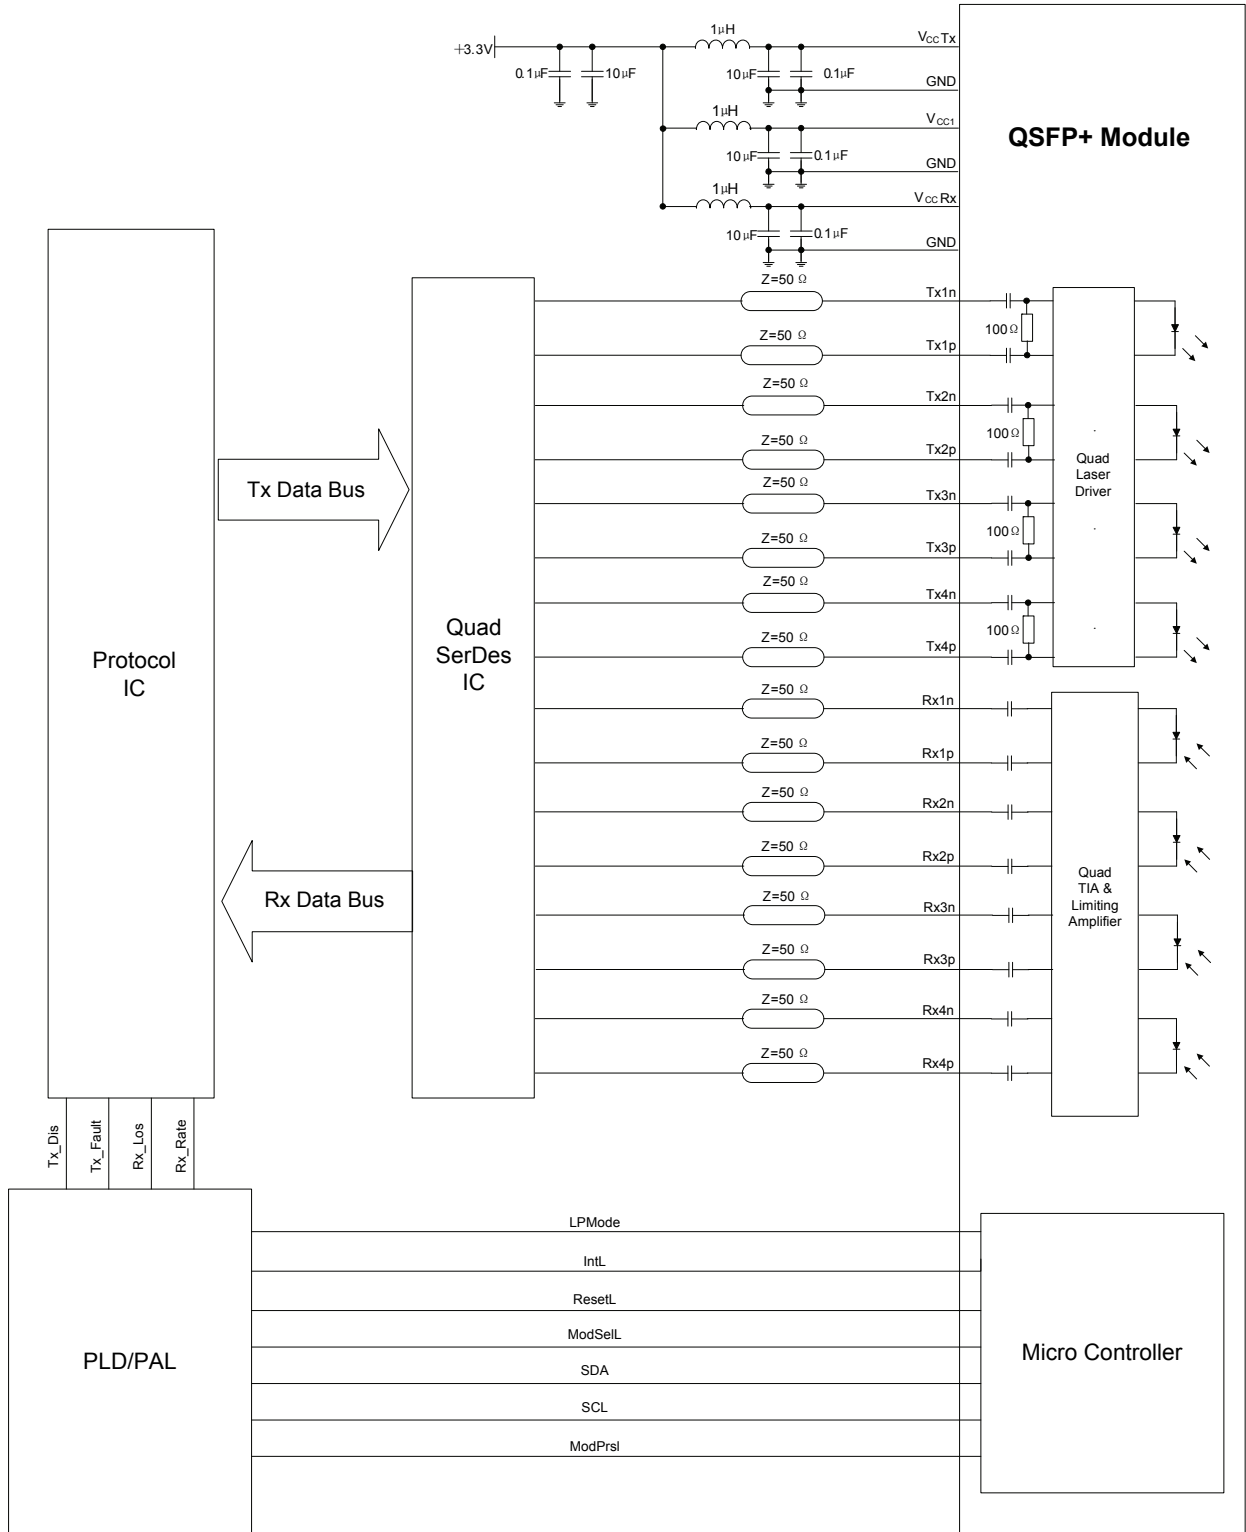 1μH
+3.3V
VCC Tx
0.1μF
10μF
10μF
0.1μF
GND
1μH
VCC1
QSFP+ Module
10μF
0.1μF
GND
1μH
VCC Rx
10μF
0.1μF
GND
Z=50 Ω
Tx1n
100Ω
Z=50 Ω
Tx1p
Z=50 Ω
Tx2n
100Ω
Z=50 Ω
Tx2p
Quad
Laser
Driver
Tx Data Bus
Z=50 Ω
Tx3n
100Ω
Z=50 Ω
Tx3p
Z=50 Ω
Tx4n
100Ω
Quad
SerDes
IC
Z=50 Ω
Tx4p
Protocol
IC
Z=50 Ω
Rx1n
Z=50 Ω
Rx1p
Z=50 Ω
Rx2n
Z=50 Ω
Rx2p
Quad
TIA &
Limiting
Amplifier
Rx Data Bus
Z=50 Ω
Rx3n
Z=50 Ω
Rx3p
Z=50 Ω
Rx4n
Z=50 Ω
Rx4p
Tx_Dis
Tx_Fault
Rx_Los
Rx_Rate
LPMode
IntL
ResetL
ModSelL
PLD/PAL
Micro Controller
SDA
SCL
ModPrsl